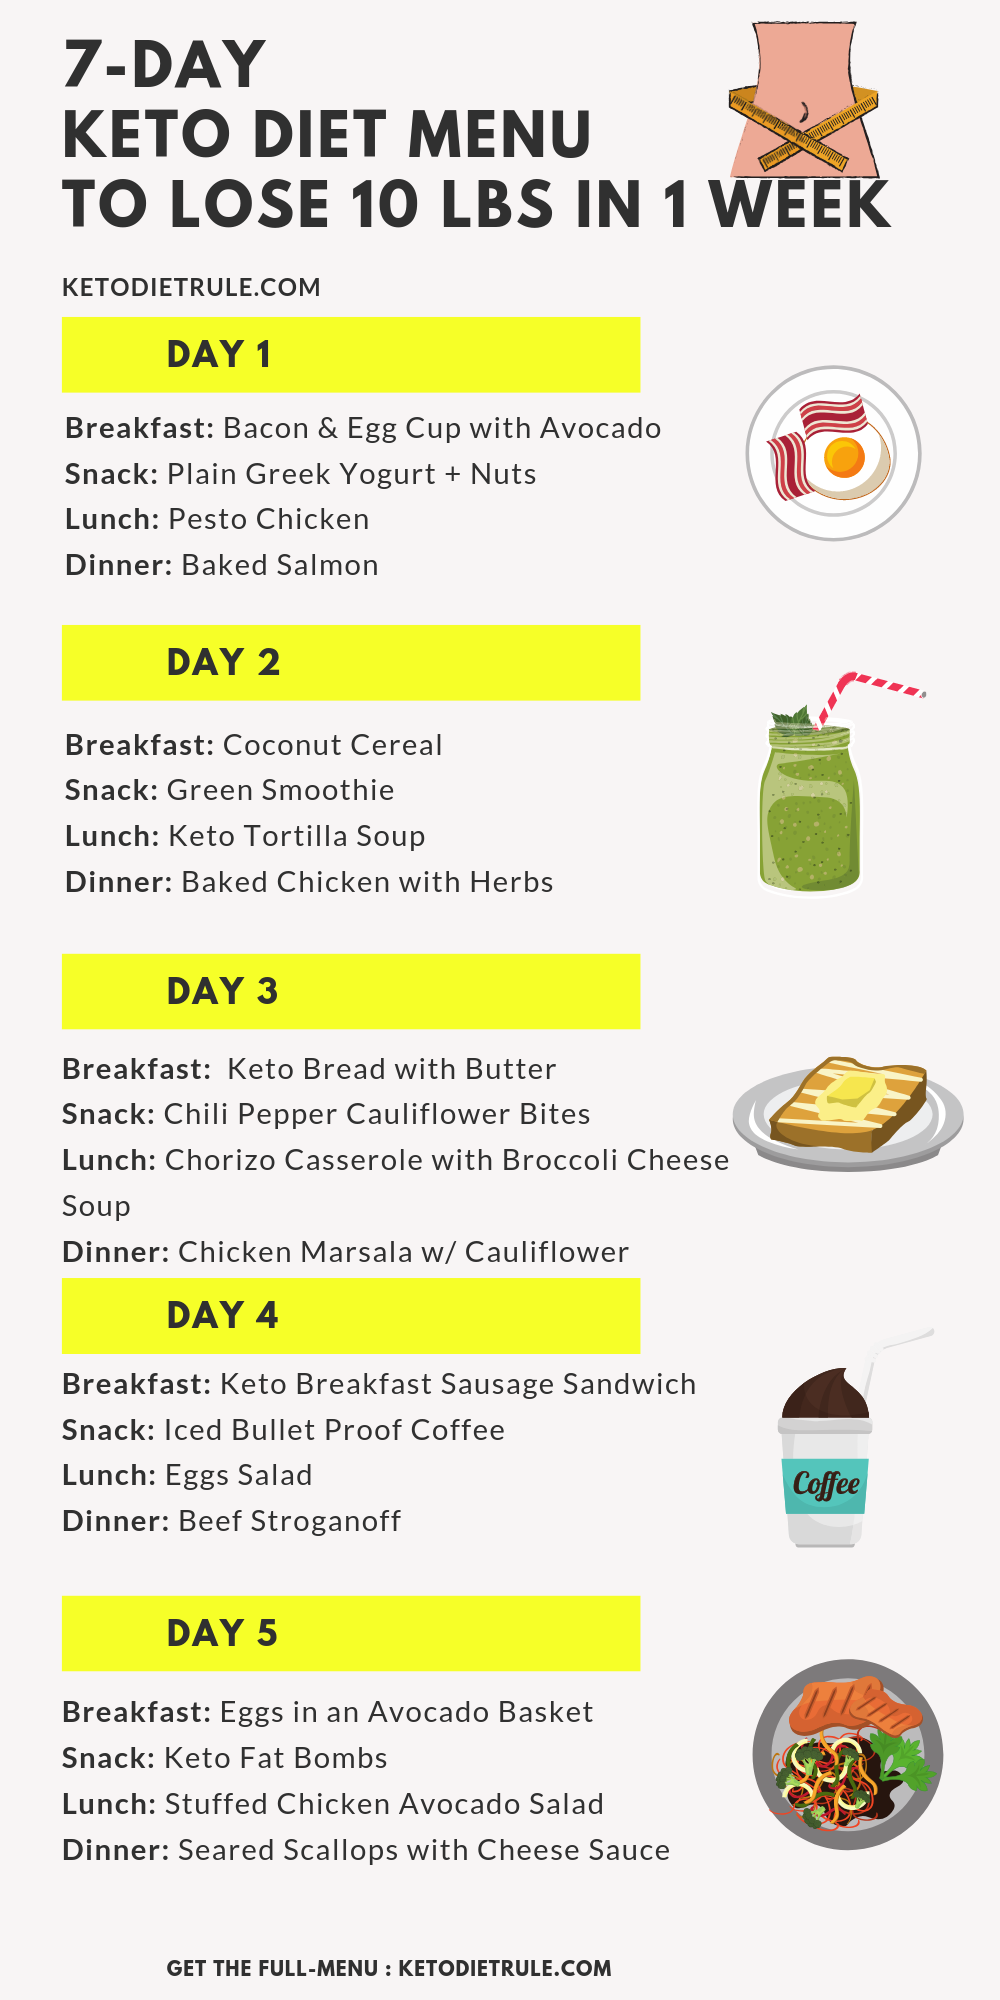 7-DAY
KETO DIET MENU
TO LOSE 10 LBS IN 1 WEEK
KETODIETRULE.COM
DAY 1
Breakfast: Bacon & Egg Cup with Avocado
Snack: Plain Greek Yogurt + Nuts
Lunch: Pesto Chicken
Dinner: Baked Salmon
DAY 2
Breakfast: Coconut Cereal
Snack: Green Smoothie
Lunch: Keto Tortilla Soup
Dinner: Baked Chicken with Herbs
DAY 3
Breakfast: Keto Bread with Butter
Snack: Chili Pepper Cauliflower Bites
Lunch: Chorizo Casserole with Broccoli Cheese
Soup
Dinner: Chicken Marsala w/ Cauliflower
DAY 4
Breakfast: Keto Breakfast Sausage Sandwich
Snack: Iced Bullet Proof Coffee
Lunch: Eggs Salad
Dinner: Beef Stroganoff
Coffee
DAY 5
Breakfast: Eggs in an Avocado Basket
Snack: Keto Fat Bombs
Lunch: Stuffed Chicken Avocado Salad
Dinner: Seared Scallops with Cheese Sauce
GET THE FULL-MENU : KETODIETRULE.COM